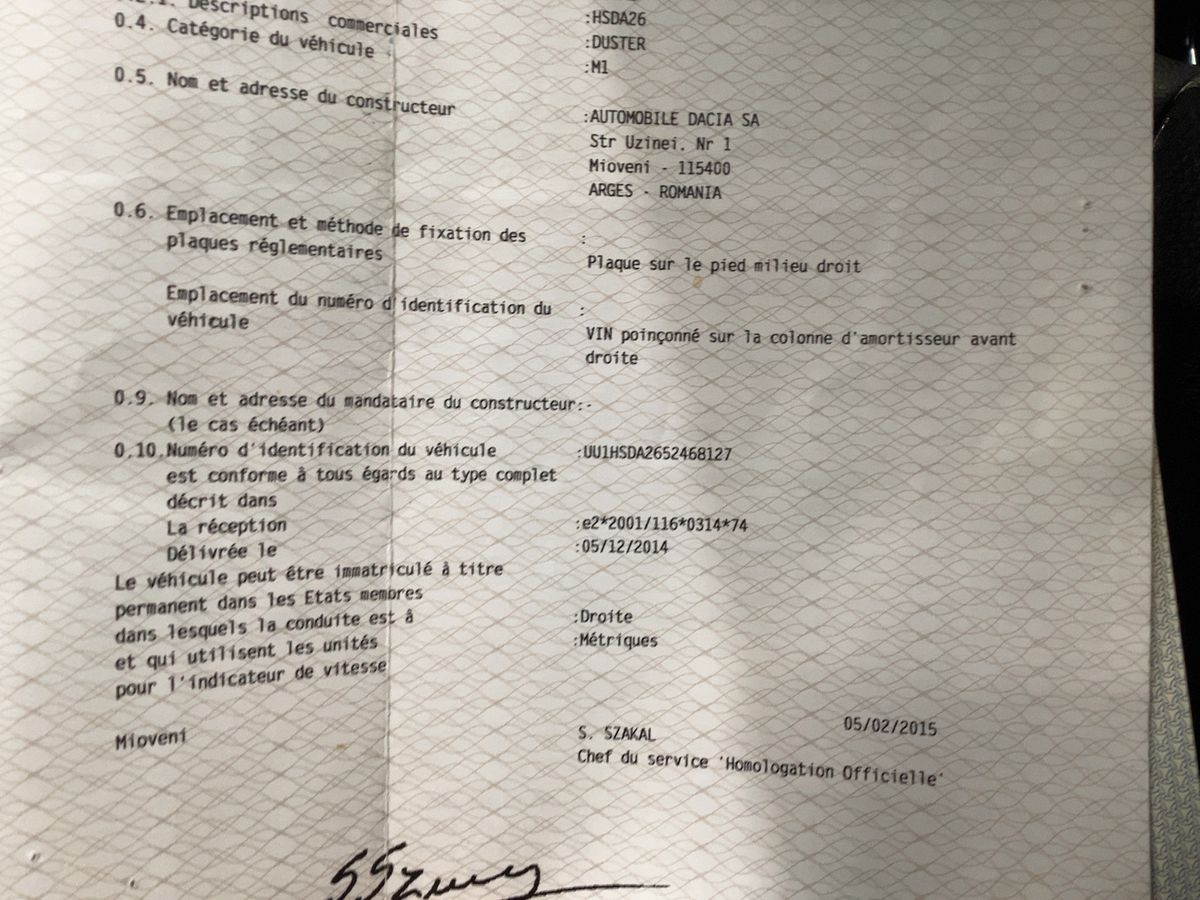 Descriptions commerciales
:HSDA26
0.4. Catégorie du véhicule
:DUSTER
:M1
0.5. Nom et adresse du constructeur
:AUTOMOBILE DACIA SA
Str Uzinei. Nr 1
Mioveni - 115400
ARGES - ROMANIA
0.6. Emplacement et méthode de fixation des
plaques réglementaires
:
Plaque sur le pied milieu droit
Emplacement du numéro d'identification du
véhicule
:
VIN poinçonné sur la colonne d'amortisseur avant
droite
0.9. Nom et adresse du mandataire du constructeur:-
(le cas échéant)
0.10.Numéro d'identification du véhicule :UU1HSDA2652468127
est conforme à tous égards au type complet
décrit dans
La réception :e2*2001/116*0314*74
Délivrée le :05/12/2014
Le véhicule peut être immatriculé à titre
permanent dans les Etats membres
dans lesquels la conduite est à :Droite
et qui utilisent les unités :Métriques
pour l'indicateur de vitesse
Mioveni
05/02/2015
S. SZAKAL
Chef du service 'Homologation Officielle'